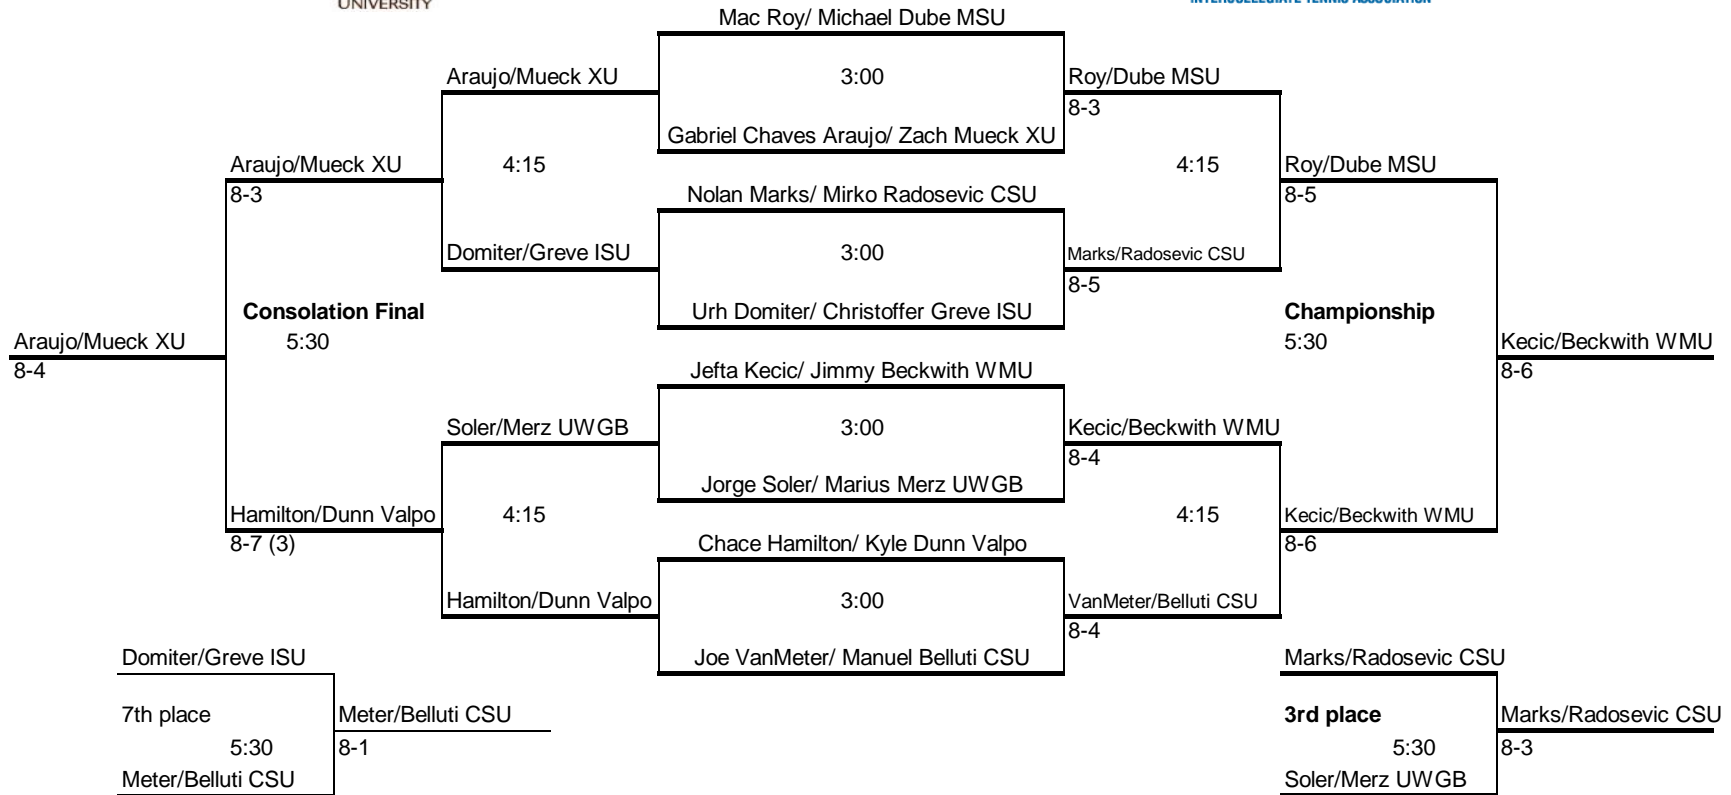 UNIVERSITY
INTERCOLLEGIATE TENNIS ASSOCIATION
Mac Roy/ Michael Dube MSU
Araujo/Mueck XU
3:00
Roy/Dube MSU
8-3
Gabriel Chaves Araujo/ Zach Mueck XU
Araujo/Mueck XU
4:15
4:15
Roy/Dube MSU
8-3
Nolan Marks/ Mirko Radosevic CSU
8-5
Domiter/Greve ISU
3:00
Marks/Radosevic CSU
8-5
Consolation Final
Urh Domiter/ Christoffer Greve ISU
Championship
Araujo/Mueck XU
5:30
5:30
Kecic/Beckwith WMU
8-4
Jefta Kecic/ Jimmy Beckwith WMU
8-6
Soler/Merz UWGB
3:00
Kecic/Beckwith WMU
8-4
Jorge Soler/ Marius Merz UWGB
Hamilton/Dunn Valpo
4:15
4:15
Kecic/Beckwith WMU
8-7 (3)
Chace Hamilton/ Kyle Dunn Valpo
8-6
Hamilton/Dunn Valpo
3:00
VanMeter/Belluti CSU
8-4
Domiter/Greve ISU
Joe VanMeter/ Manuel Belluti CSU
Marks/Radosevic CSU
7th place
Meter/Belluti CSU
3rd place
Marks/Radosevic CSU
5:30
8-1
5:30
8-3
Meter/Belluti CSU
Soler/Merz UWGB